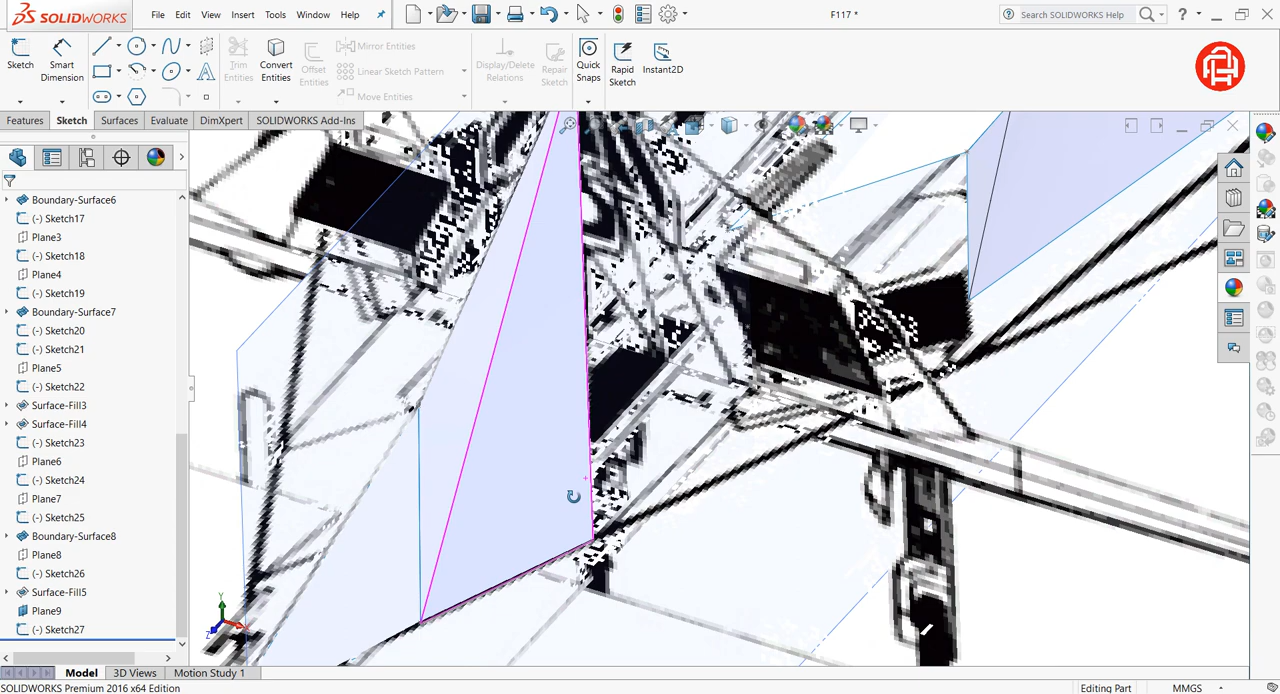 SOLIDWORKS
File Edit View Insert Tools Window Help
F117 *
Search SOLIDWORKS Help
?
Sketch
Smart Dimension
Trim Entities
Convert Entities
Offset Entities
Mirror Entities
Linear Sketch Pattern
Move Entities
Display/Delete Relations
Repair Sketch
Quick Snaps
Rapid Sketch
Instant2D
Features Sketch Surfaces Evaluate DimXpert SOLIDWORKS Add-Ins
Boundary-Surface6
(-) Sketch17
Plane3
(-) Sketch18
Plane4
(-) Sketch19
Boundary-Surface7
(-) Sketch20
(-) Sketch21
Plane5
(-) Sketch22
Surface-Fill3
Surface-Fill4
(-) Sketch23
Plane6
(-) Sketch24
Plane7
(-) Sketch25
Boundary-Surface8
Plane8
(-) Sketch26
Surface-Fill5
Plane9
(-) Sketch27
Y
Z
Model 3D Views Motion Study 1
SOLIDWORKS Premium 2016 x64 Edition
Editing Part
MMGS